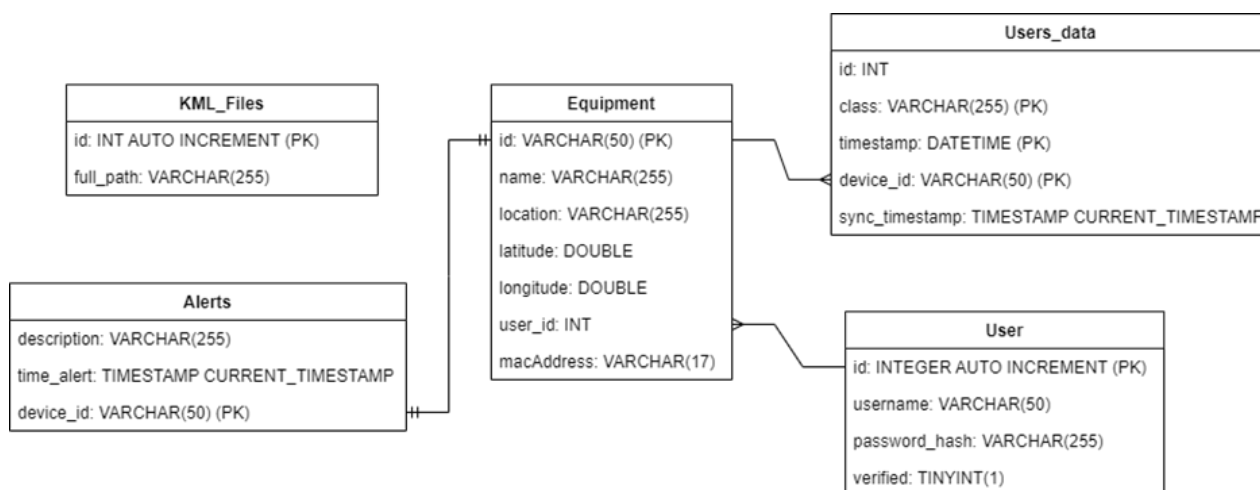 KML_Files
id: INT AUTO INCREMENT (PK)
full_path: VARCHAR(255)
Alerts
description: VARCHAR(255)
time_alert: TIMESTAMP CURRENT_TIMESTAMP
device_id: VARCHAR(50) (PK)
Equipment
id: VARCHAR(50) (PK)
name: VARCHAR(255)
location: VARCHAR(255)
latitude: DOUBLE
longitude: DOUBLE
user_id: INT
macAddress: VARCHAR(17)
Users_data
id: INT
class: VARCHAR(255) (PK)
timestamp: DATETIME (PK)
device_id: VARCHAR(50) (PK)
sync_timestamp: TIMESTAMP CURRENT_TIMESTAMP
User
id: INTEGER AUTO INCREMENT (PK)
username: VARCHAR(50)
password_hash: VARCHAR(255)
verified: TINYINT(1)